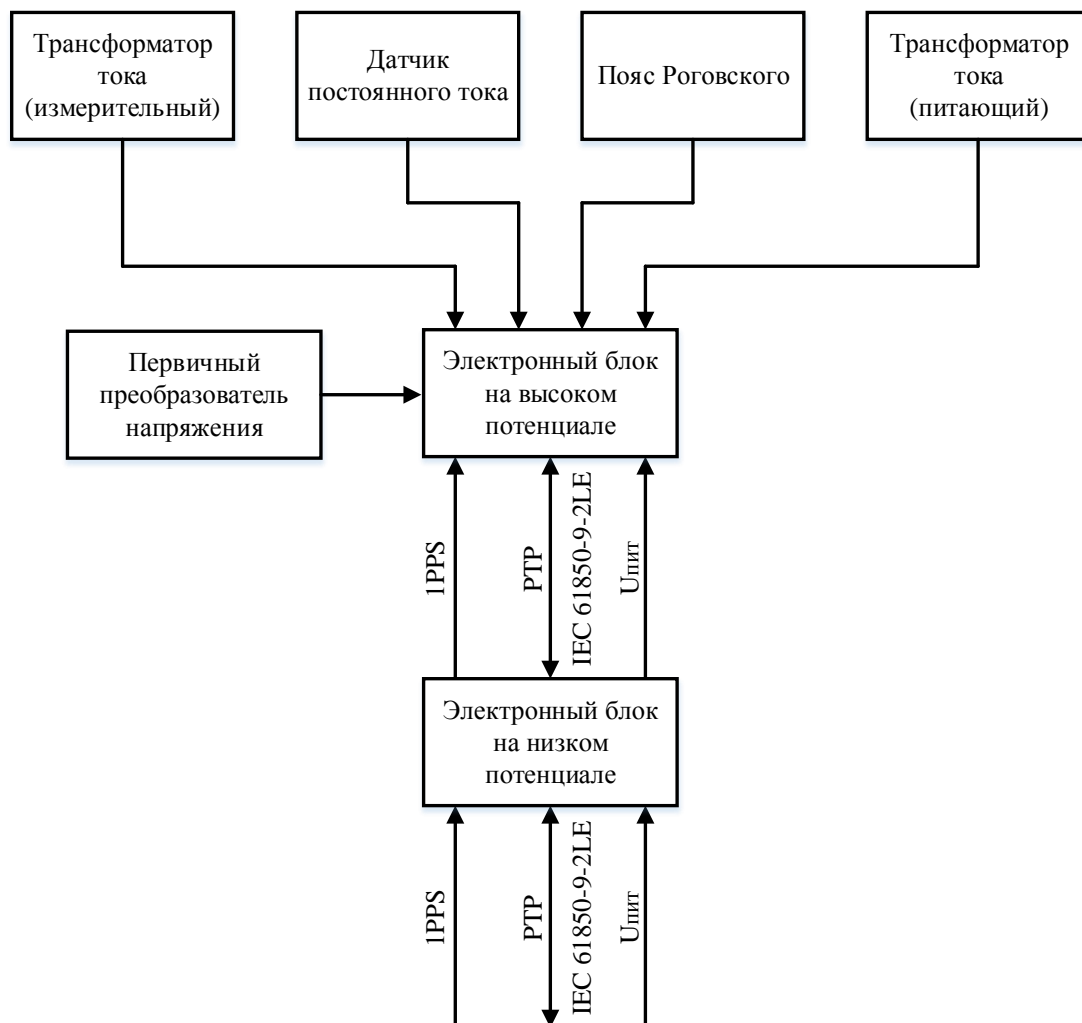 Трансформатор
тока
(измерительный)
Датчик
постоянного тока
Пояс Роговского
Трансформатор
тока
(питающий)
Первичный
преобразователь
напряжения
Электронный блок
на высоком
потенциале
1PPS
PTP
IEC 61850-9-2LE
Uпит
Электронный блок
на низком
потенциале
1PPS
PTP
IEC 61850-9-2LE
Uпит